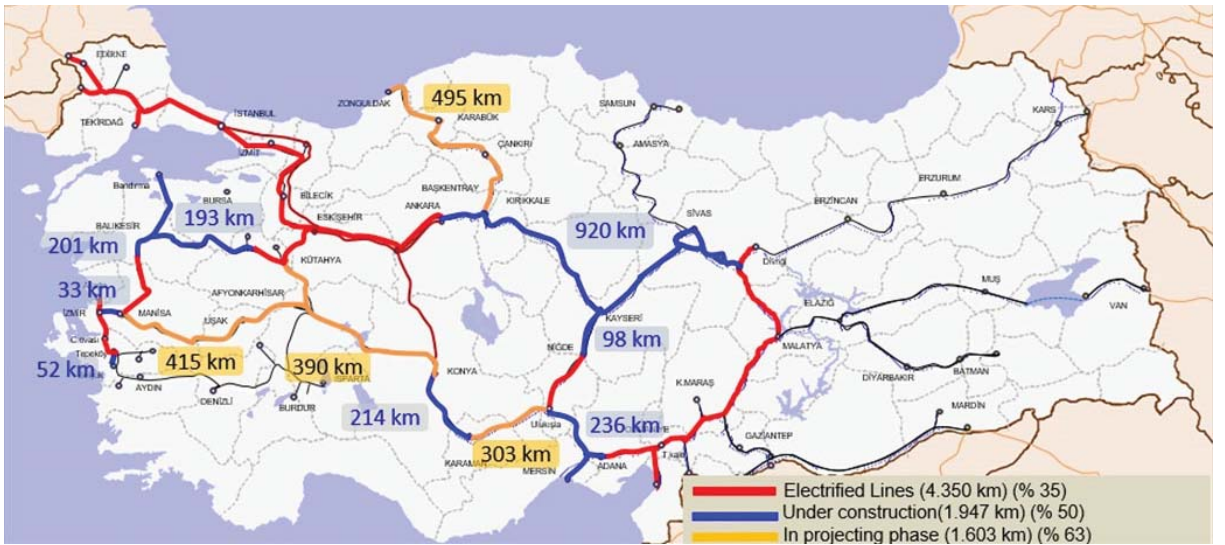 EDİRNE
TEKİRDAĞ
İSTANBUL
İZMİT
ZONGULDAK
495 km
KARABÜK
ÇANKIRI
SAMSUN
AMASYA
KARS
ERZURUM
ERZİNCAN
Bandırma
BURSA
BİLECİK
ESKİŞEHİR
BAŞKENTRAY
ANKARA
KIRIKKALE
SİVAS
920 km
Divriği
BALIKESİR
193 km
201 km
KÜTAHYA
33 km
AFYONKARHİSAR
İZMİR
MANİSA
UŞAK
KAYSERİ
98 km
ELAZIĞ
MUŞ
VAN
MALATYA
NİĞDE
Tepeköy
52 km
415 km
390 km
KONYA
AYDIN
DENİZLİ
BURDUR
DİYARBAKIR
BATMAN
K.MARAŞ
MARDİN
214 km
Ulukışla
236 km
GAZİANTEP
303 km
MERSİN
ADANA
Electrified Lines (4.350 km) (% 35)
Under construction(1.947 km) (% 50)
In projecting phase (1.603 km) (% 63)